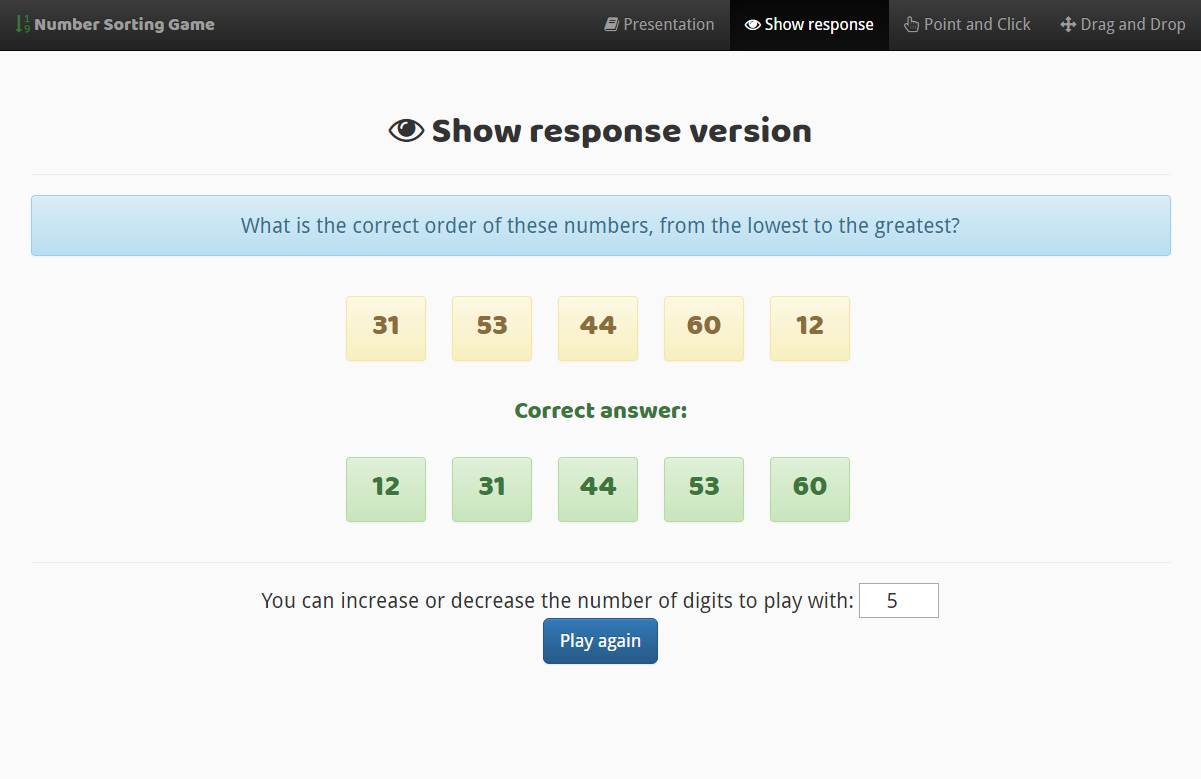 Number Sorting Game Presentation Show response Point and Click Drag and Drop
Show response version
What is the correct order of these numbers, from the lowest to the greatest?
31 53 44 60 12
Correct answer:
12 31 44 53 60
You can increase or decrease the number of digits to play with: 5
Play again